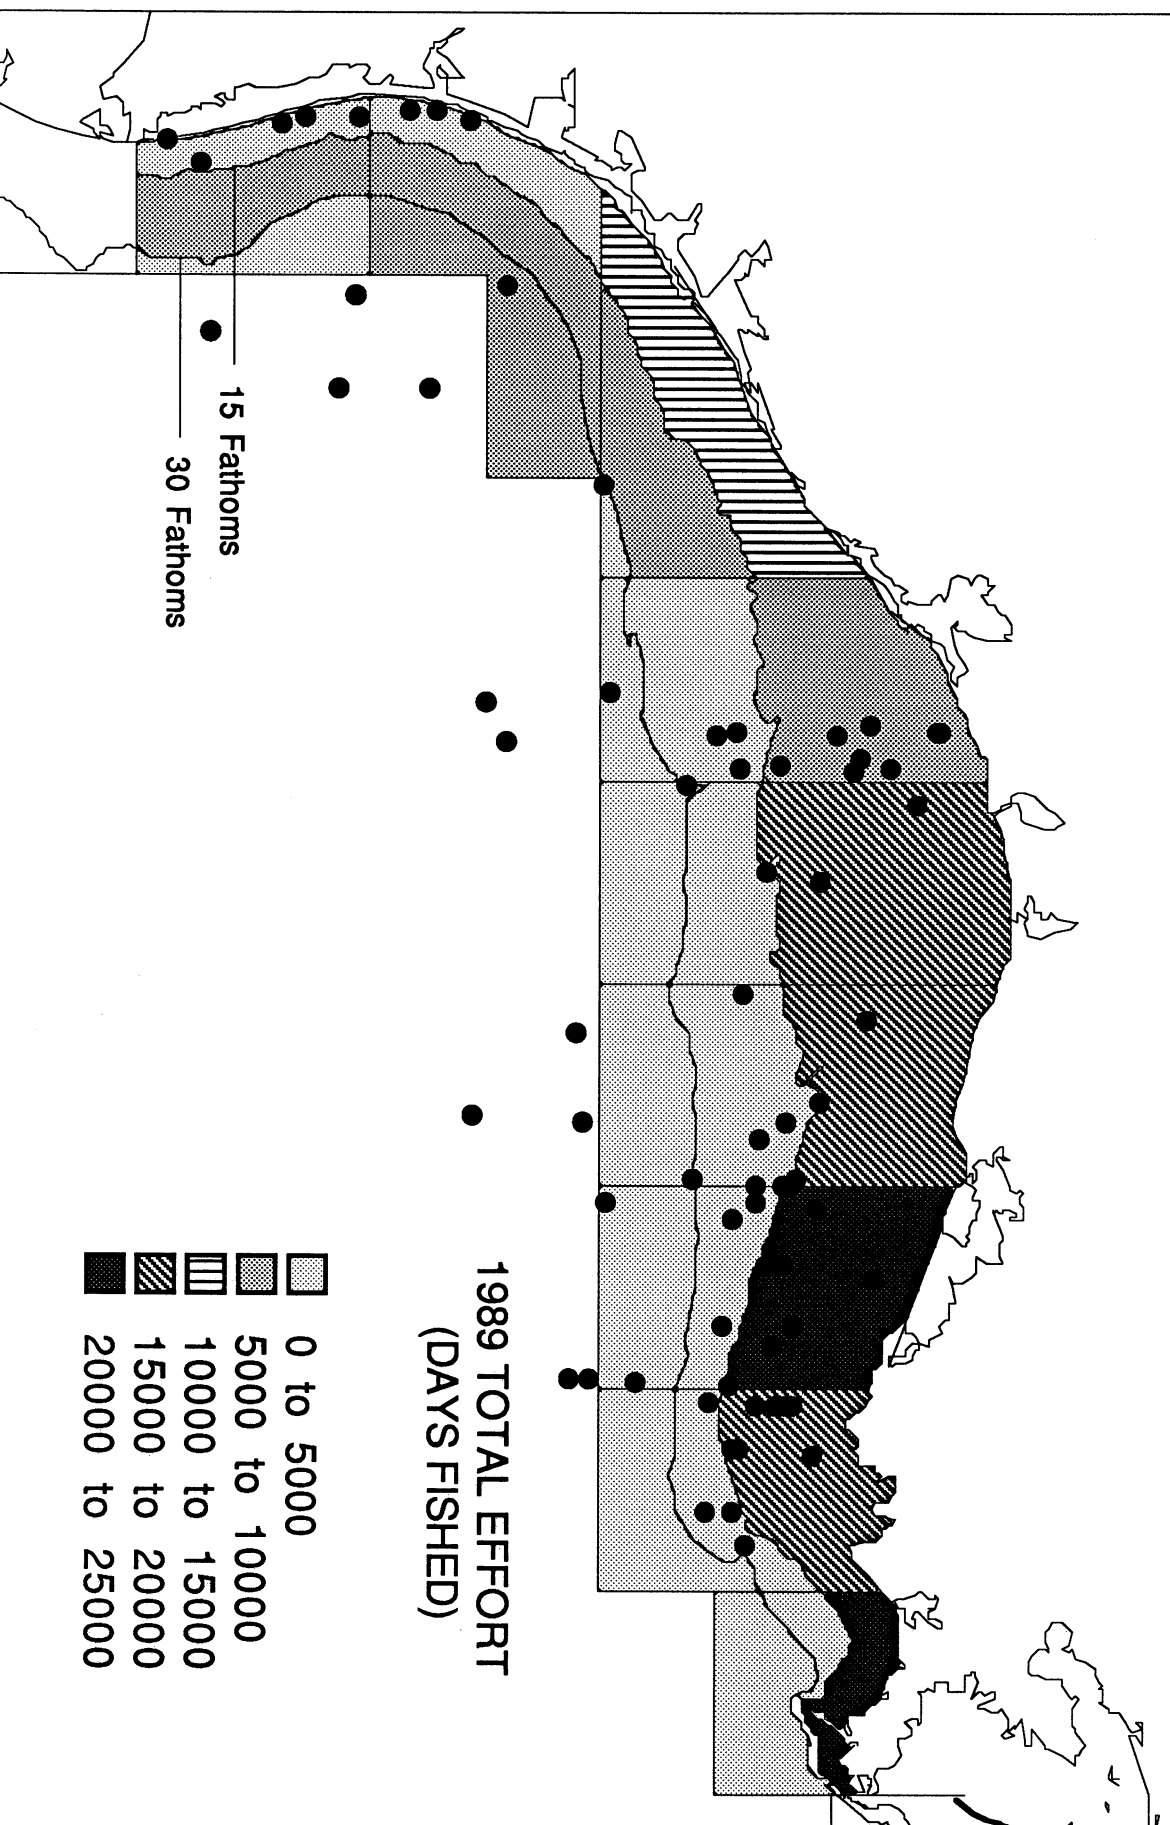 15 Fathoms
30 Fathoms
1989 TOTAL EFFORT
(DAYS FISHED)
0 to 5000
5000 to 10000
10000 to 15000
15000 to 20000
20000 to 25000